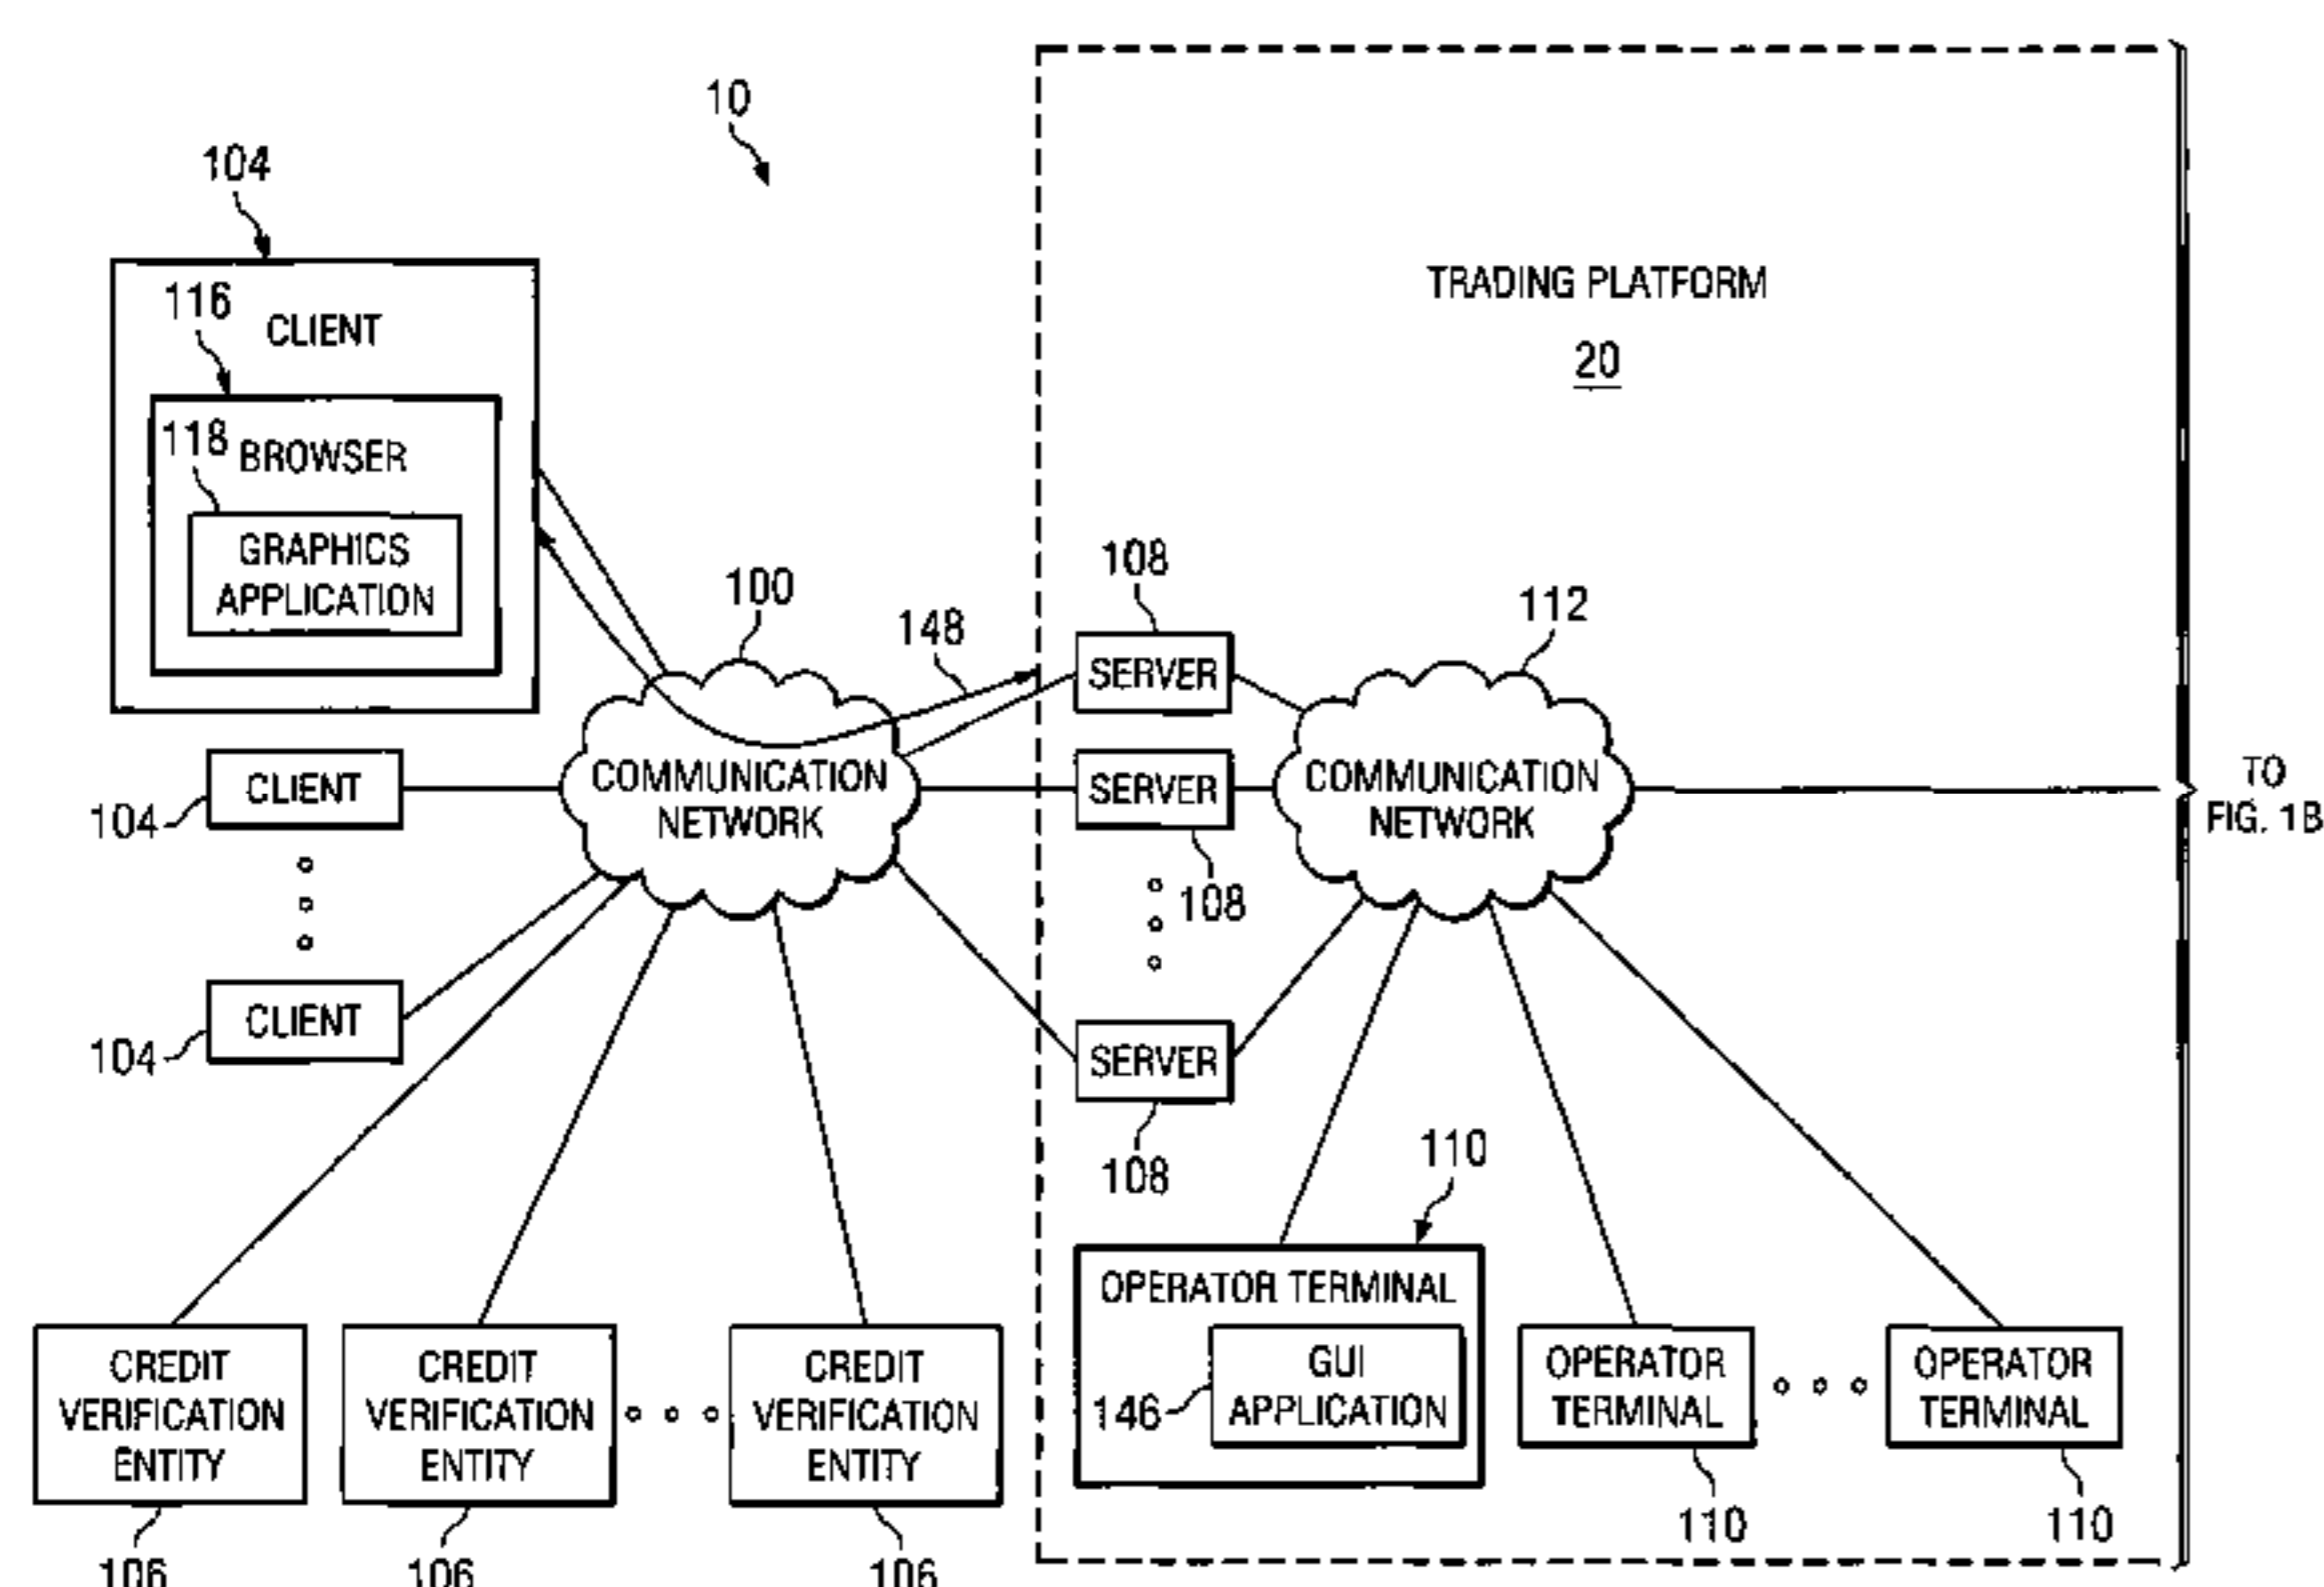 10
104
116
CLIENT
118
BROWSER
GRAPHICS
APPLICATION
TRADING PLATFORM
20
100
148
108
112
SERVER
COMMUNICATION
NETWORK
CLIENT
104
SERVER
108
COMMUNICATION
NETWORK
TO
FIG. 1B
CLIENT
104
SERVER
108
110
OPERATOR TERMINAL
GUI
APPLICATION
146
OPERATOR
TERMINAL
110
OPERATOR
TERMINAL
110
CREDIT
VERIFICATION
ENTITY
106
CREDIT
VERIFICATION
ENTITY
106
CREDIT
VERIFICATION
ENTITY
106